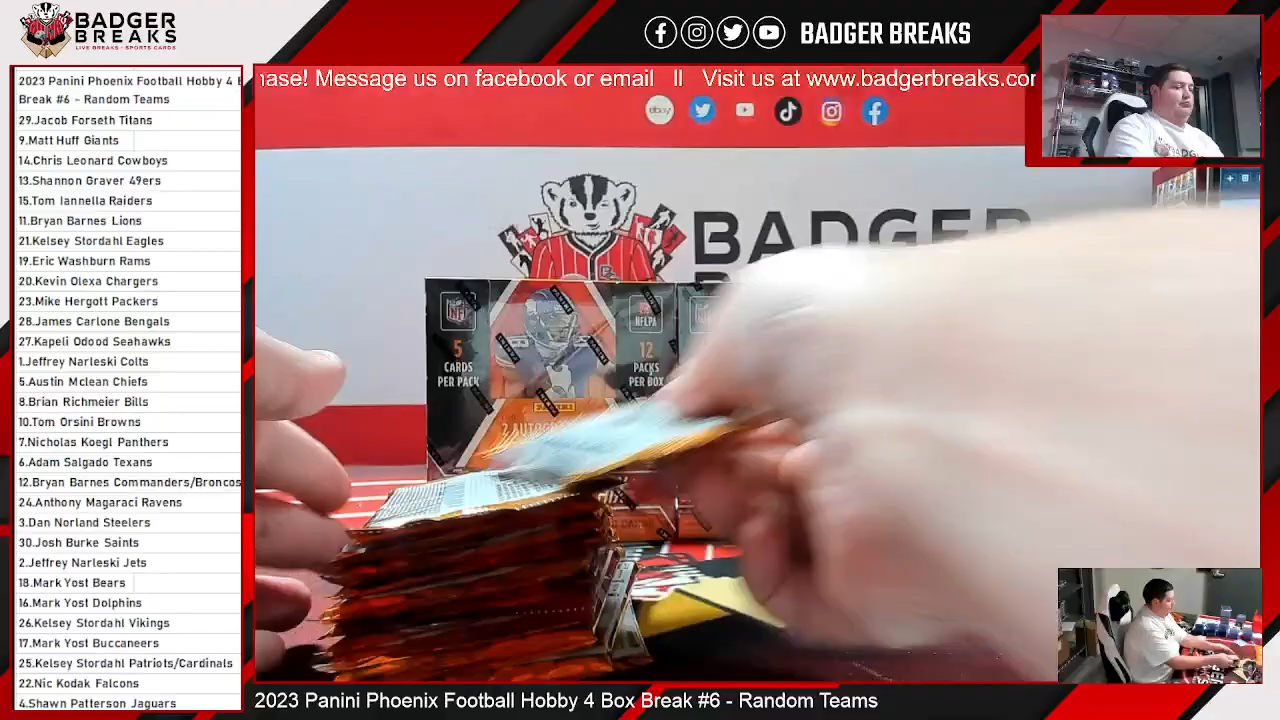 BADGER
BREAKS
LIVE BREAKS - SPORTS CARDS
BADGER BREAKS
hase! Message us on facebook or email ll Visit us at www.badgerbreaks.com
ebay
2023 Panini Phoenix Football Hobby 4 B
Break #6 - Random Teams
29.Jacob Forseth Titans
9.Matt Huff Giants
14.Chris Leonard Cowboys
13.Shannon Graver 49ers
15.Tom Iannella Raiders
11.Bryan Barnes Lions
21.Kelsey Stordahl Eagles
19.Eric Washburn Rams
20.Kevin Olexa Chargers
23.Mike Hergott Packers
28.James Carlone Bengals
27.Kapeli Odood Seahawks
1.Jeffrey Narleski Colts
5.Austin Mclean Chiefs
8.Brian Richmeier Bills
10.Tom Orsini Browns
7.Nicholas Koegl Panthers
6.Adam Salgado Texans
12.Bryan Barnes Commanders/Broncos
24.Anthony Magaraci Ravens
3.Dan Norland Steelers
30.Josh Burke Saints
2.Jeffrey Narleski Jets
18.Mark Yost Bears
16.Mark Yost Dolphins
26.Kelsey Stordahl Vikings
17.Mark Yost Buccaneers
25.Kelsey Stordahl Patriots/Cardinals
22.Nic Kodak Falcons
4.Shawn Patterson Jaguars
BADGER
NFL
NFLPA
5
CARDS
PER PACK
12
PACKS
PER BOX
PANINI
2 AUTOGR
2023 Panini Phoenix Football Hobby 4 Box Break #6 - Random Teams